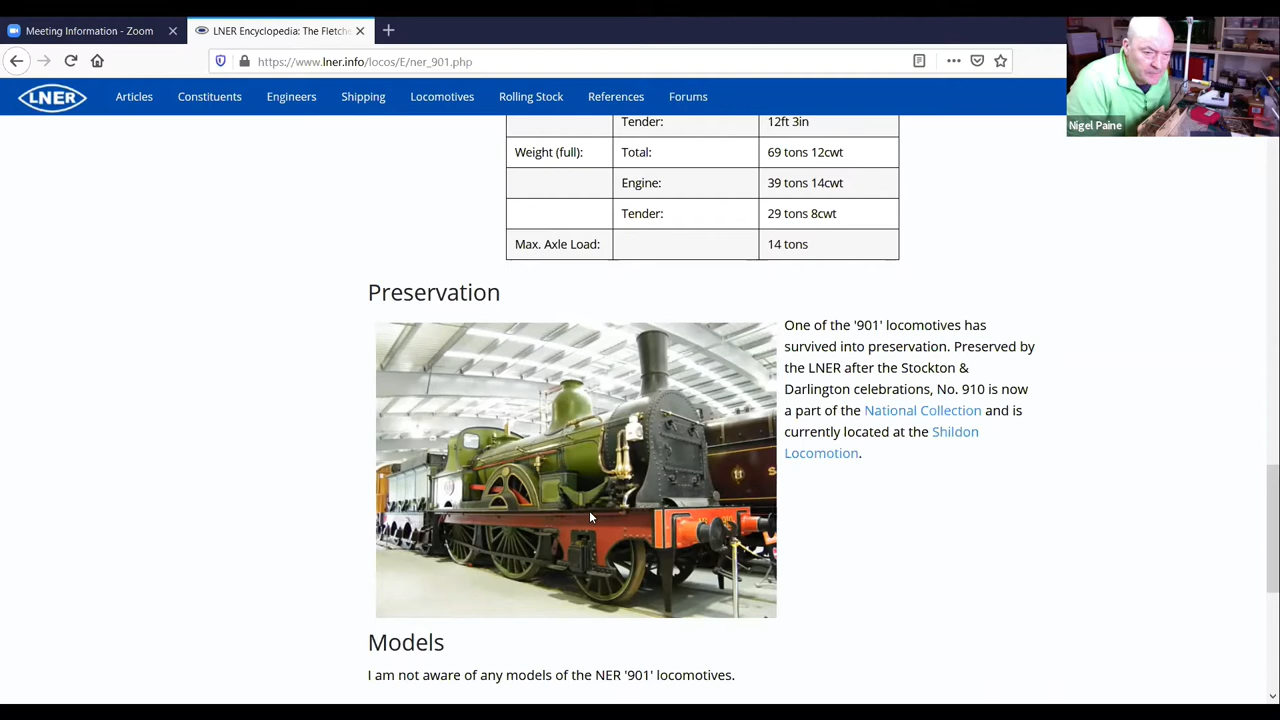 Meeting Information - Zoom
LNER Encyclopedia: The Fletche
https://www.lner.info/locos/E/ner_901.php
LNER
Articles
Constituents
Engineers
Shipping
Locomotives
Rolling Stock
References
Forums
Nigel Paine
Tender: 12ft 3in
Weight (full): Total: 69 tons 12cwt
Engine: 39 tons 14cwt
Tender: 29 tons 8cwt
Max. Axle Load: 14 tons
Preservation
One of the '901' locomotives has
survived into preservation. Preserved by
the LNER after the Stockton &
Darlington celebrations, No. 910 is now
a part of the National Collection and is
currently located at the Shildon
Locomotion.
Models
I am not aware of any models of the NER '901' locomotives.